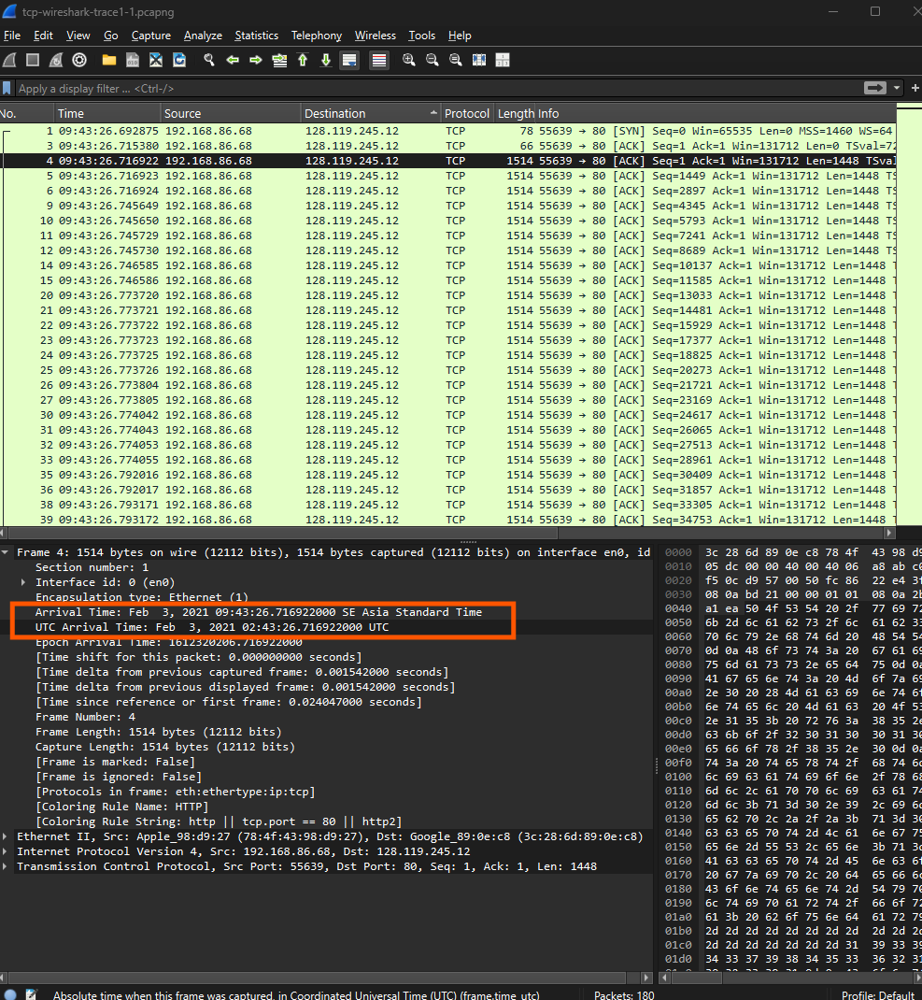 tcp-wireshark-trace1-1.pcapng
File Edit View Go Capture Analyze Statistics Telephony Wireless Tools Help
Apply a display filter … <Ctrl-/>
No. Time Source Destination Protocol Length Info
1 09:43:26.692875 192.168.86.68 128.119.245.12 TCP 78 55639 → 80 [SYN] Seq=0 Win=65535 Len=0 MSS=1460 WS=64
3 09:43:26.715380 192.168.86.68 128.119.245.12 TCP 66 55639 → 80 [ACK] Seq=1 Ack=1 Win=131712 Len=0 TSval=72
4 09:43:26.716922 192.168.86.68 128.119.245.12 TCP 1514 55639 → 80 [ACK] Seq=1 Ack=1 Win=131712 Len=1448 TSval
5 09:43:26.716923 192.168.86.68 128.119.245.12 TCP 1514 55639 → 80 [ACK] Seq=1449 Ack=1 Win=131712 Len=1448 TS
6 09:43:26.716924 192.168.86.68 128.119.245.12 TCP 1514 55639 → 80 [ACK] Seq=2897 Ack=1 Win=131712 Len=1448 TS
9 09:43:26.745649 192.168.86.68 128.119.245.12 TCP 1514 55639 → 80 [ACK] Seq=4345 Ack=1 Win=131712 Len=1448 TS
10 09:43:26.745650 192.168.86.68 128.119.245.12 TCP 1514 55639 → 80 [ACK] Seq=5793 Ack=1 Win=131712 Len=1448 TS
11 09:43:26.745729 192.168.86.68 128.119.245.12 TCP 1514 55639 → 80 [ACK] Seq=7241 Ack=1 Win=131712 Len=1448 TS
12 09:43:26.745730 192.168.86.68 128.119.245.12 TCP 1514 55639 → 80 [ACK] Seq=8689 Ack=1 Win=131712 Len=1448 TS
14 09:43:26.746585 192.168.86.68 128.119.245.12 TCP 1514 55639 → 80 [ACK] Seq=10137 Ack=1 Win=131712 Len=1448 T
15 09:43:26.746586 192.168.86.68 128.119.245.12 TCP 1514 55639 → 80 [ACK] Seq=11585 Ack=1 Win=131712 Len=1448 T
20 09:43:26.773720 192.168.86.68 128.119.245.12 TCP 1514 55639 → 80 [ACK] Seq=13033 Ack=1 Win=131712 Len=1448 T
21 09:43:26.773721 192.168.86.68 128.119.245.12 TCP 1514 55639 → 80 [ACK] Seq=14481 Ack=1 Win=131712 Len=1448 T
22 09:43:26.773722 192.168.86.68 128.119.245.12 TCP 1514 55639 → 80 [ACK] Seq=15929 Ack=1 Win=131712 Len=1448 T
23 09:43:26.773723 192.168.86.68 128.119.245.12 TCP 1514 55639 → 80 [ACK] Seq=17377 Ack=1 Win=131712 Len=1448 T
24 09:43:26.773725 192.168.86.68 128.119.245.12 TCP 1514 55639 → 80 [ACK] Seq=18825 Ack=1 Win=131712 Len=1448 T
25 09:43:26.773726 192.168.86.68 128.119.245.12 TCP 1514 55639 → 80 [ACK] Seq=20273 Ack=1 Win=131712 Len=1448 T
26 09:43:26.773804 192.168.86.68 128.119.245.12 TCP 1514 55639 → 80 [ACK] Seq=21721 Ack=1 Win=131712 Len=1448 T
27 09:43:26.773805 192.168.86.68 128.119.245.12 TCP 1514 55639 → 80 [ACK] Seq=23169 Ack=1 Win=131712 Len=1448 T
30 09:43:26.774042 192.168.86.68 128.119.245.12 TCP 1514 55639 → 80 [ACK] Seq=24617 Ack=1 Win=131712 Len=1448 T
31 09:43:26.774043 192.168.86.68 128.119.245.12 TCP 1514 55639 → 80 [ACK] Seq=26065 Ack=1 Win=131712 Len=1448 T
32 09:43:26.774053 192.168.86.68 128.119.245.12 TCP 1514 55639 → 80 [ACK] Seq=27513 Ack=1 Win=131712 Len=1448 T
33 09:43:26.774055 192.168.86.68 128.119.245.12 TCP 1514 55639 → 80 [ACK] Seq=28961 Ack=1 Win=131712 Len=1448 T
35 09:43:26.792016 192.168.86.68 128.119.245.12 TCP 1514 55639 → 80 [ACK] Seq=30409 Ack=1 Win=131712 Len=1448 T
36 09:43:26.792017 192.168.86.68 128.119.245.12 TCP 1514 55639 → 80 [ACK] Seq=31857 Ack=1 Win=131712 Len=1448 T
38 09:43:26.793171 192.168.86.68 128.119.245.12 TCP 1514 55639 → 80 [ACK] Seq=33305 Ack=1 Win=131712 Len=1448 T
39 09:43:26.793172 192.168.86.68 128.119.245.12 TCP 1514 55639 → 80 [ACK] Seq=34753 Ack=1 Win=131712 Len=1448 T
Frame 4: 1514 bytes on wire (12112 bits), 1514 bytes captured (12112 bits) on interface en0, id
Section number: 1
Interface id: 0 (en0)
Encapsulation type: Ethernet (1)
Arrival Time: Feb  3, 2021 09:43:26.716922000 SE Asia Standard Time
UTC Arrival Time: Feb  3, 2021 02:43:26.716922000 UTC
Epoch Arrival Time: 1612320206.716922000
[Time shift for this packet: 0.000000000 seconds]
[Time delta from previous captured frame: 0.001542000 seconds]
[Time delta from previous displayed frame: 0.001542000 seconds]
[Time since reference or first frame: 0.024047000 seconds]
Frame Number: 4
Frame Length: 1514 bytes (12112 bits)
Capture Length: 1514 bytes (12112 bits)
[Frame is marked: False]
[Frame is ignored: False]
[Protocols in frame: eth:ethertype:ip:tcp]
[Coloring Rule Name: HTTP]
[Coloring Rule String: http || tcp.port == 80 || http2]
Ethernet II, Src: Apple_98:d9:27 (78:4f:43:98:d9:27), Dst: Google_89:0e:c8 (3c:28:6d:89:0e:c8)
Internet Protocol Version 4, Src: 192.168.86.68, Dst: 128.119.245.12
Transmission Control Protocol, Src Port: 55639, Dst Port: 80, Seq: 1, Ack: 1, Len: 1448
0000 3c 28 6d 89 0e c8 78 4f 43 98 d9
0010 05 dc 00 00 40 00 40 06 a8 ab c0
0020 f5 0c d9 57 00 50 fc 86 22 e4 3f
0030 08 0a bd 21 00 00 01 01 08 0a 2b
0040 a1 ea 50 4f 53 54 20 2f 77 69 72
0050 6b 2d 6c 61 62 73 2f 6c 61 62 33
0060 70 6c 79 2e 68 74 6d 20 48 54 54
0070 0d 0a 48 6f 73 74 3a 20 67 61 69
0080 75 6d 61 73 73 2e 65 64 75 0d 0a
0090 41 67 65 6e 74 3a 20 4d 6f 7a 69
00a0 2e 30 20 28 4d 61 63 69 6e 74 6f
00b0 6e 74 65 6c 20 4d 61 63 20 4f 53
00c0 2e 31 35 3b 20 72 76 3a 38 35 2e
00d0 63 6b 6f 2f 32 30 31 30 30 31 30
00e0 65 66 6f 78 2f 38 35 2e 30 0d 0a
00f0 74 3a 20 74 65 78 74 2f 68 74 6d
0100 6c 69 63 61 74 69 6f 6e 2f 78 68
0110 6d 6c 2c 61 70 70 6c 69 63 61 74
0120 6d 6c 3b 71 3d 30 2e 39 2c 69 6d
0130 65 62 70 2c 2a 2f 2a 3b 71 3d 30
0140 63 63 65 70 74 2d 4c 61 6e 67 75
0150 65 6e 2d 55 53 2c 65 6e 3b 71 3d
0160 41 63 63 65 70 74 2d 45 6e 63 6f
0170 20 67 7a 69 70 2c 20 64 65 66 6c
0180 43 6f 6e 74 65 6e 74 2d 54 79 70
0190 6c 74 69 70 61 72 74 2f 66 6f 72
01a0 61 3b 20 62 6f 75 6e 64 61 72 79
01b0 2d 2d 2d 2d 2d 2d 2d 2d 2d 2d 2d
01c0 2d 2d 2d 2d 2d 2d 2d 31 39 33 39
01d0 34 33 37 39 38 34 35 33 36 32 31
Absolute time when this frame was captured, in Coordinated Universal Time (UTC) (frame.time_utc)
Packets: 180
Profile: Default